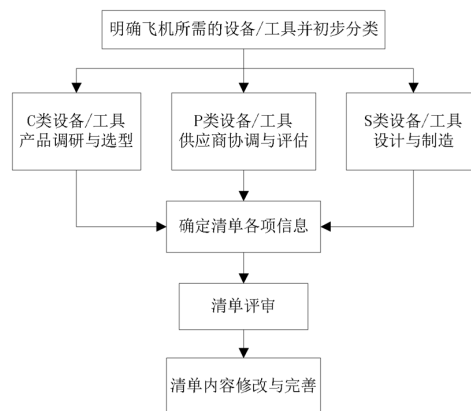 明确飞机所需的设备/工具并初步分类
C类设备/工具
产品调研与选型
P类设备/工具
供应商协调与评估
S类设备/工具
设计与制造
确定清单各项信息
清单评审
清单内容修改与完善